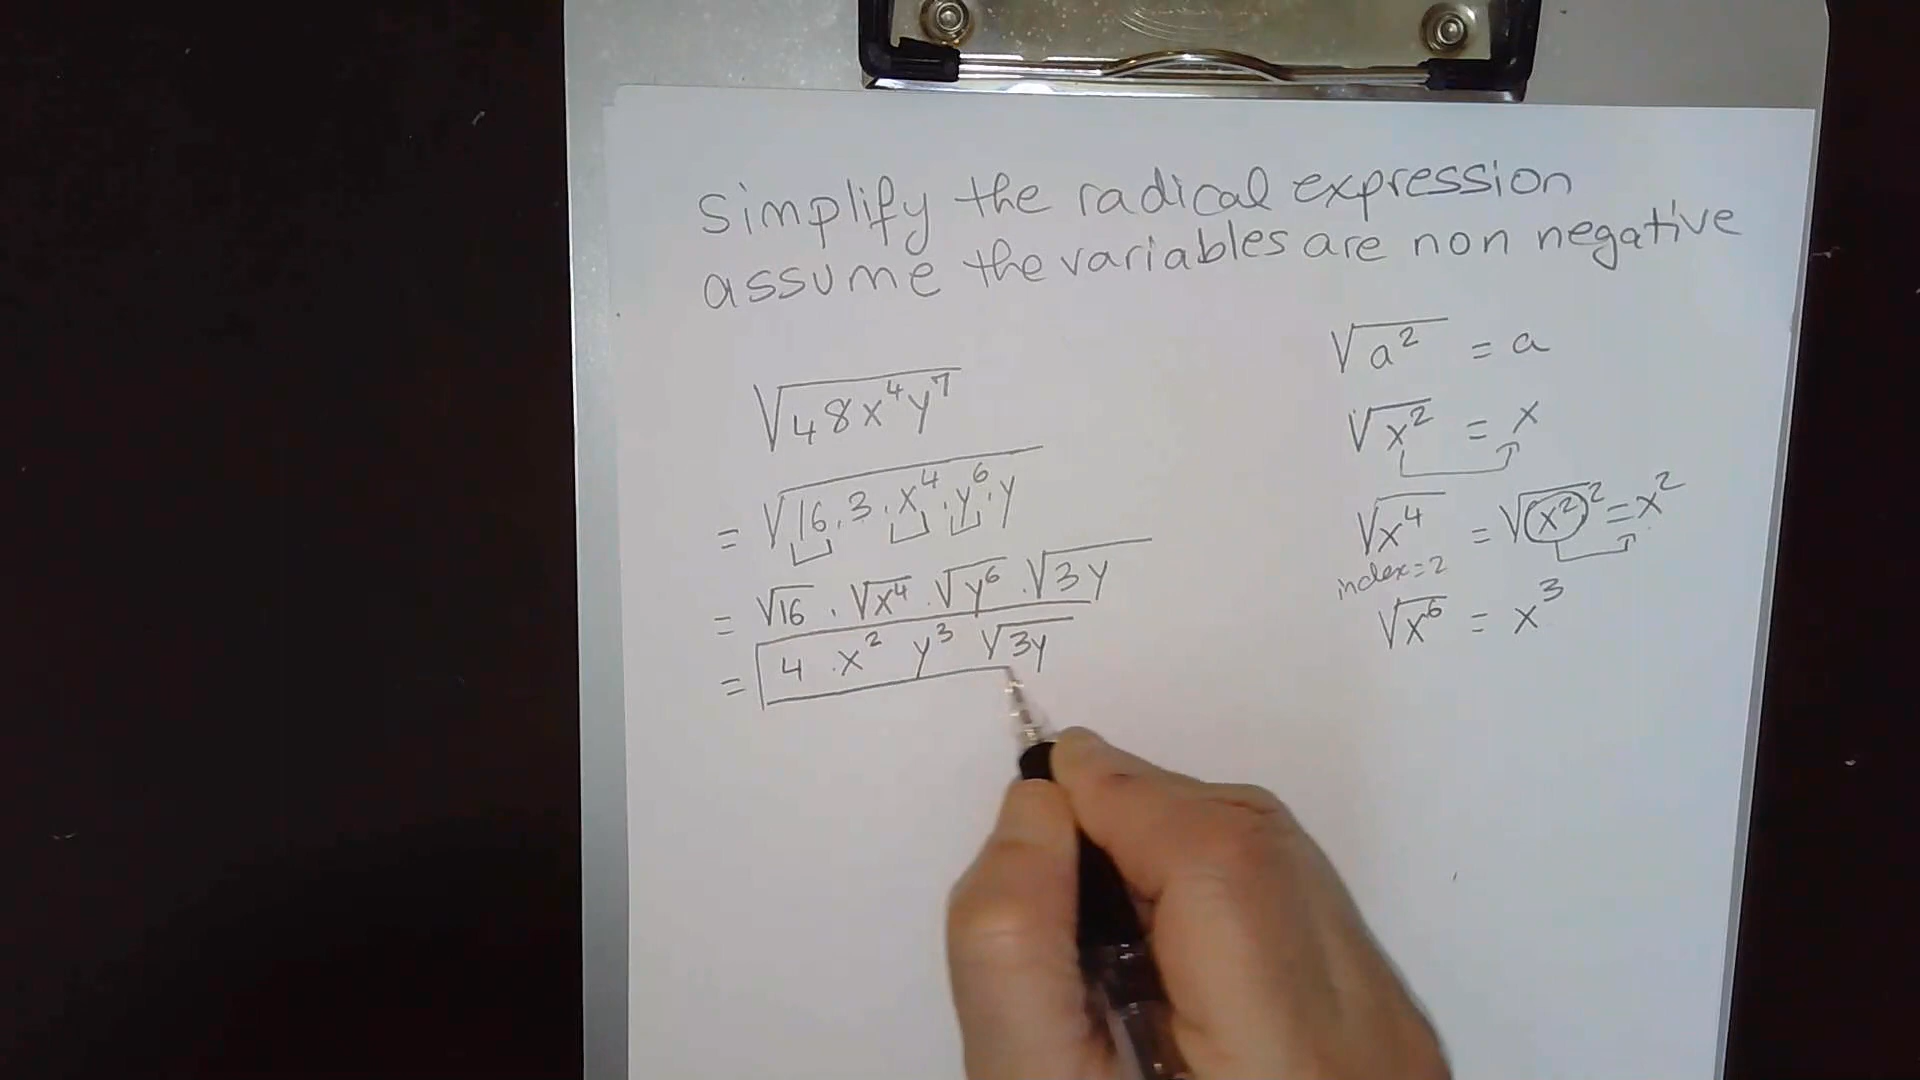 Simplify the radical expression
assume the variables are non negative
√48x⁴y⁷
= √16.3.x⁴.y⁶.y
= √16 . √x⁴ . √y⁶ . √3y
= 4 . x² y³ √3y
√a² = a
√x² = x
√x⁴ = √(x²)² = x²
index=2
√x⁶ = x³